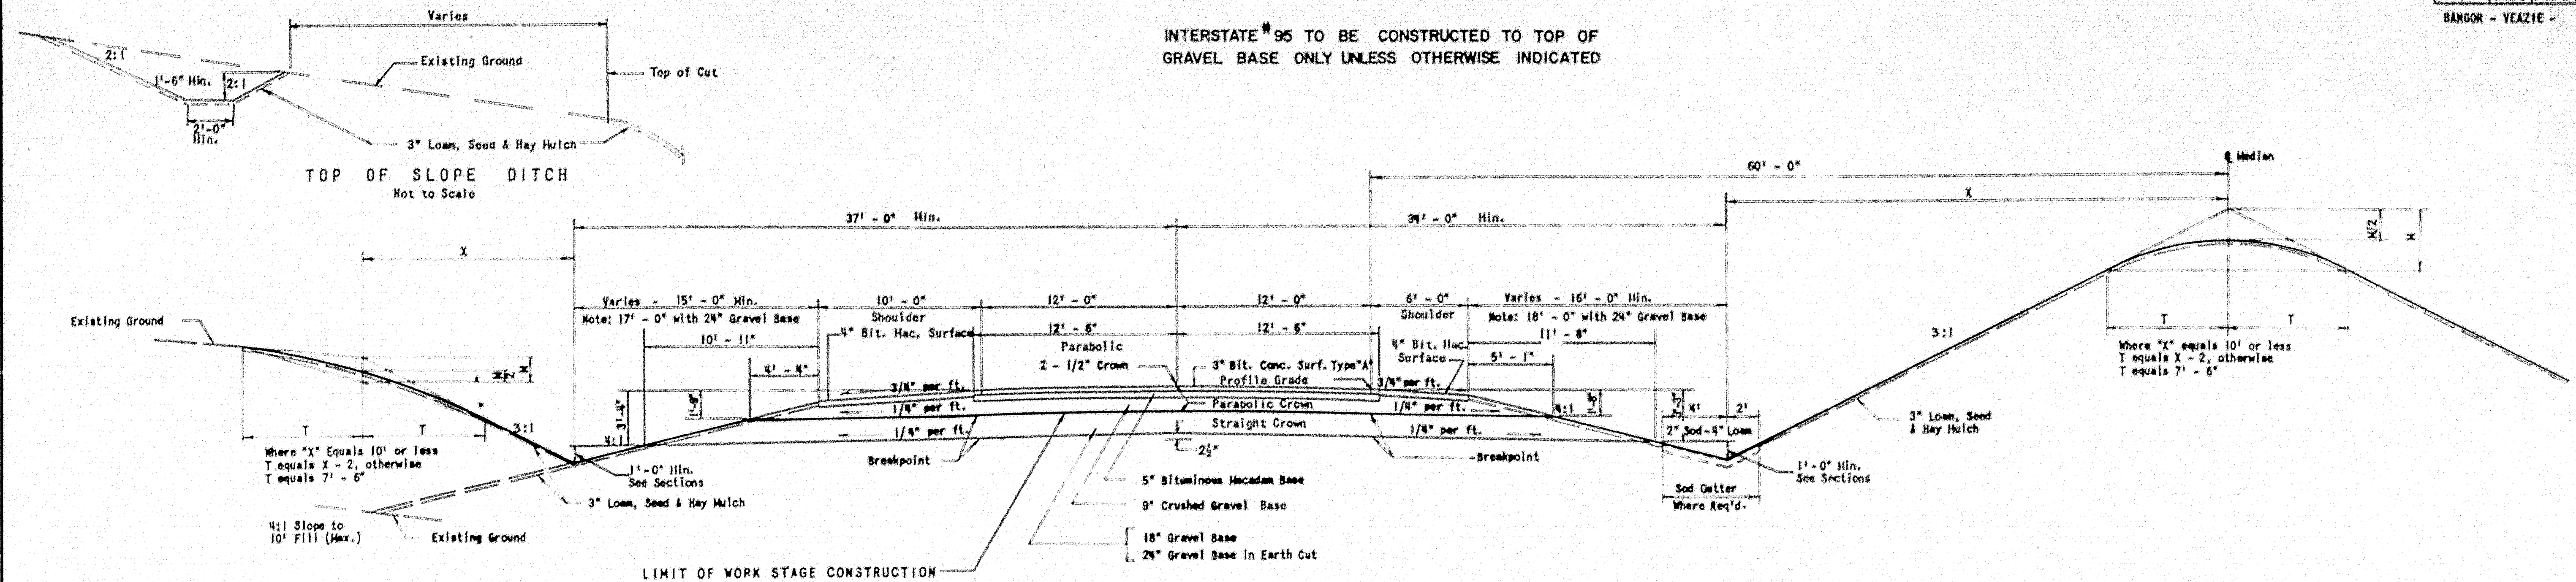 BANGOR - VEAZIE -
INTERSTATE #95 TO BE CONSTRUCTED TO TOP OF
GRAVEL BASE ONLY UNLESS OTHERWISE INDICATED
Varies
2:1
Existing Ground
Top of Cut
1'-6" Min.
2:1
2'-0"
Min.
3" Loam, Seed & Hay Mulch
TOP OF SLOPE DITCH
Not to Scale
℄ Median
60' - 0"
X
37' - 0" Min.
34' - 0" Min.
X
H/2
H
Varies - 15' - 0" Min.
10' - 0"
12' - 0"
12' - 0"
6' - 0"
Varies - 16' - 0" Min.
Note: 17' - 0" with 24" Gravel Base
Shoulder
Shoulder
Note: 18' - 0" with 24" Gravel Base
Existing Ground
4" Bit. Mac. Surface
12' - 6"
12' - 6"
4" Bit. Mac.
Surface
11' - 8"
10' - 11"
Parabolic
5' - 1"
3:1
T
T
2 - 1/2" Crown
3" Bit. Conc. Surf. Type "A"
Where "X" equals 10' or less
T equals X - 2, otherwise
T equals 7' - 6"
4' - 4"
3/4" per ft.
Profile Grade
3/4" per ft.
3'-4"
1'-9"
1/4" per ft.
Parabolic Crown
1/4" per ft.
4:1
4'
2'
1/4" per ft.
Straight Crown
1/4" per ft.
2" Sod-4" Loam
3" Loam, Seed
& Hay Mulch
T
T
3:1
4:1
2½"
Where "X" Equals 10' or less
T equals X - 2, otherwise
T equals 7' - 6"
Breakpoint
Breakpoint
1'-0" Min.
See Sections
1'-0" Min.
See Sections
5" Bituminous Macadam Base
Sod Gutter
Where Req'd.
3" Loam, Seed & Hay Mulch
9" Crushed Gravel Base
4:1 Slope to
10' Fill (Max.)
Existing Ground
18" Gravel Base
24" Gravel Base in Earth Cut
LIMIT OF WORK STAGE CONSTRUCTION